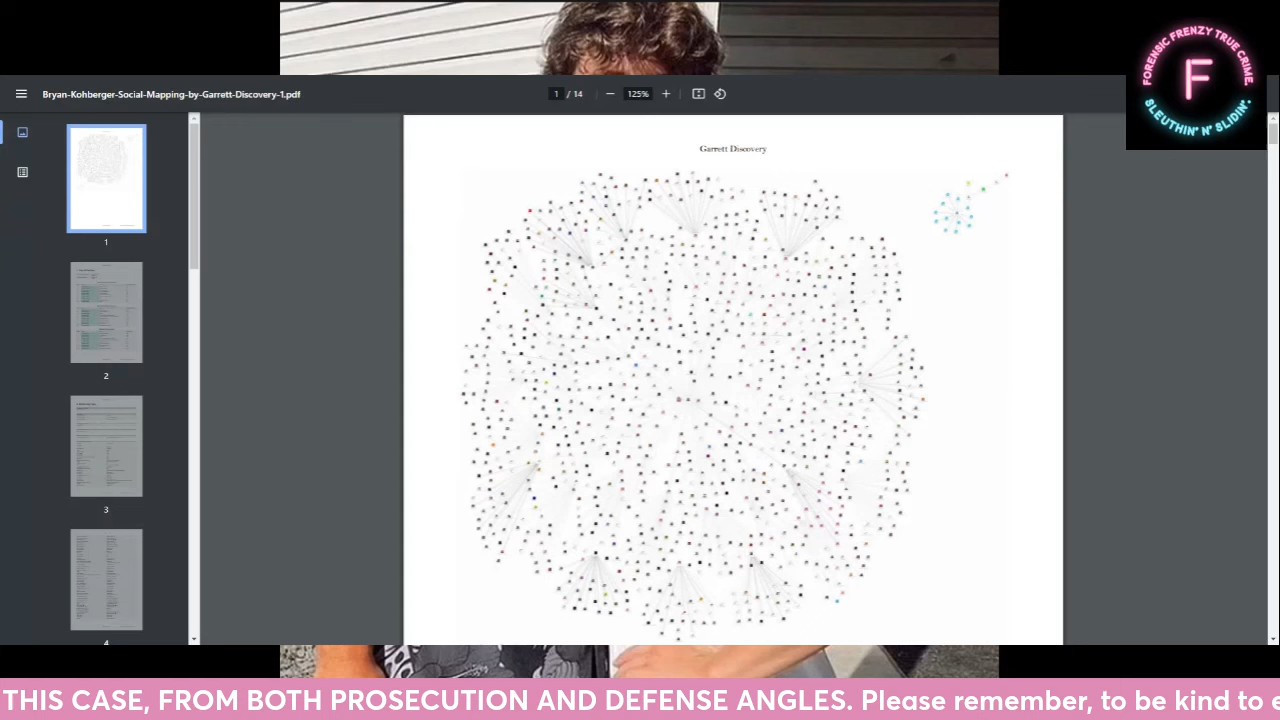 Bryan-Kohberger-Social-Mapping-by-Garrett-Discovery-1.pdf
1 / 14
125%
FORENSIC FRENZY TRUE CRIME.
F
SLEUTHIN' N' SLIDIN'.
Garrett Discovery
1
2
3
4
THIS CASE, FROM BOTH PROSECUTION AND DEFENSE ANGLES. Please remember, to be kind to e